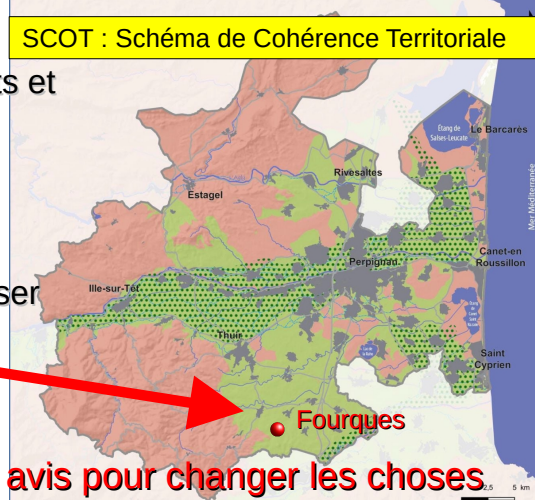 SCOT : Schéma de Cohérence Territoriale
ts et
Étang de
Salses-Leucate
Le Barcarès
Rivesaltes
Estagel
Mer Méditerranée
Perpignan
Canet-en
Roussillon
Ille-sur-Têt
ser
Thuir
Saint
Cyprien
Fourques
avis pour changer les choses
2,5 5 km